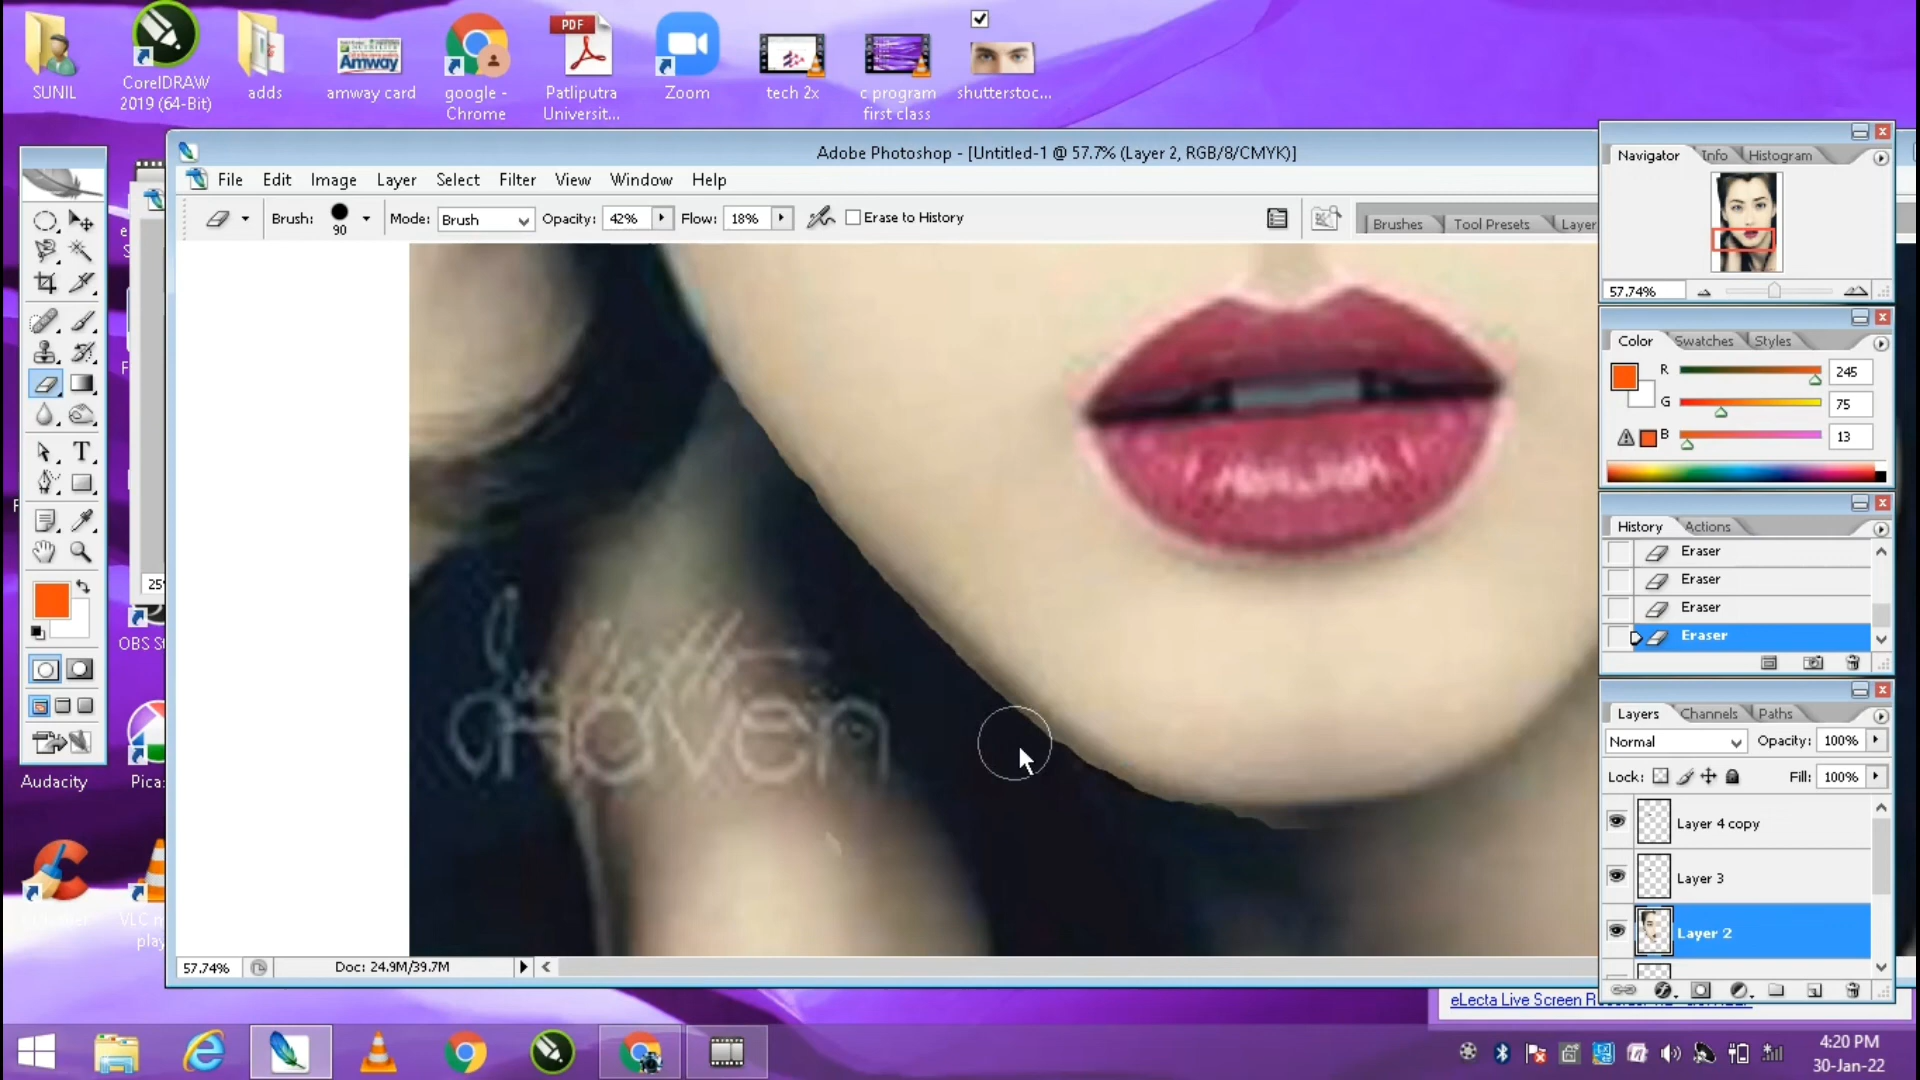 SUNIL
CorelDRAW
2019 (64-Bit)
adds
Amway
amway card
google -
Chrome
PDF
Patliputra
Universit...
Zoom
tech 2x
c program
first class
shutterstoc...
Adobe Photoshop - [Untitled-1 @ 57.7% (Layer 2, RGB/8/CMYK)]
File Edit Image Layer Select Filter View Window Help
Brush: 90 Mode: Brush Opacity: 42% Flow: 18% Erase to History
Brushes Tool Presets Layer
Navigator Info Histogram
57.74%
Color Swatches Styles
R 245
G 75
B 13
History Actions
Eraser
Eraser
Eraser
Eraser
Layers Channels Paths
Normal Opacity: 100%
Lock: Fill: 100%
Layer 4 copy
Layer 3
Layer 2
Haven
25
OBS St
Audacity
Pica
VLC m
play
57.74% Doc: 24.9M/39.7M
eLecta Live Screen
4:20 PM
30-Jan-22